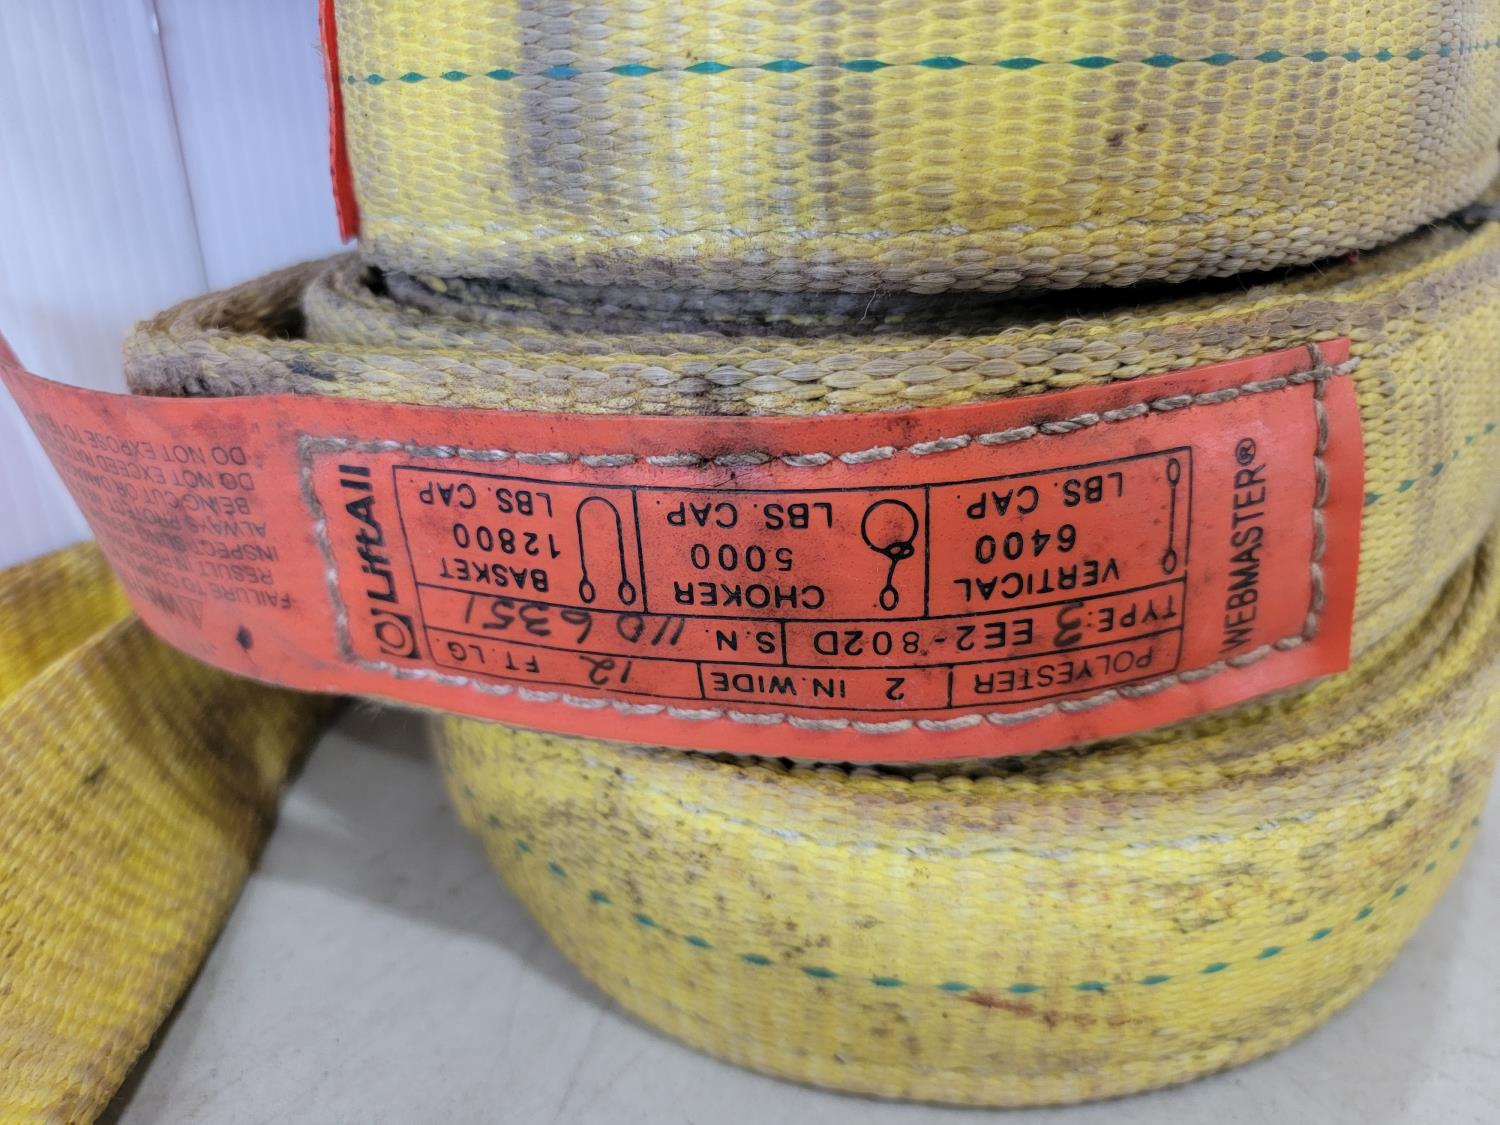 WEBMASTER®
POLYESTER 2 IN. WIDE 12 FT. LG.
TYPE: 3 EE2-802D S.N. 1106351
VERTICAL
6400
LBS. CAP.
CHOKER
5000
LBS. CAP.
BASKET
12800
LBS. CAP.
LIFTALL
FAILURE TO
RESULT IN
INSPECT
ALWAYS PROTECT
BEING CUT OR
DO NOT EXCEED RATED
DO NOT EXPOSE TO